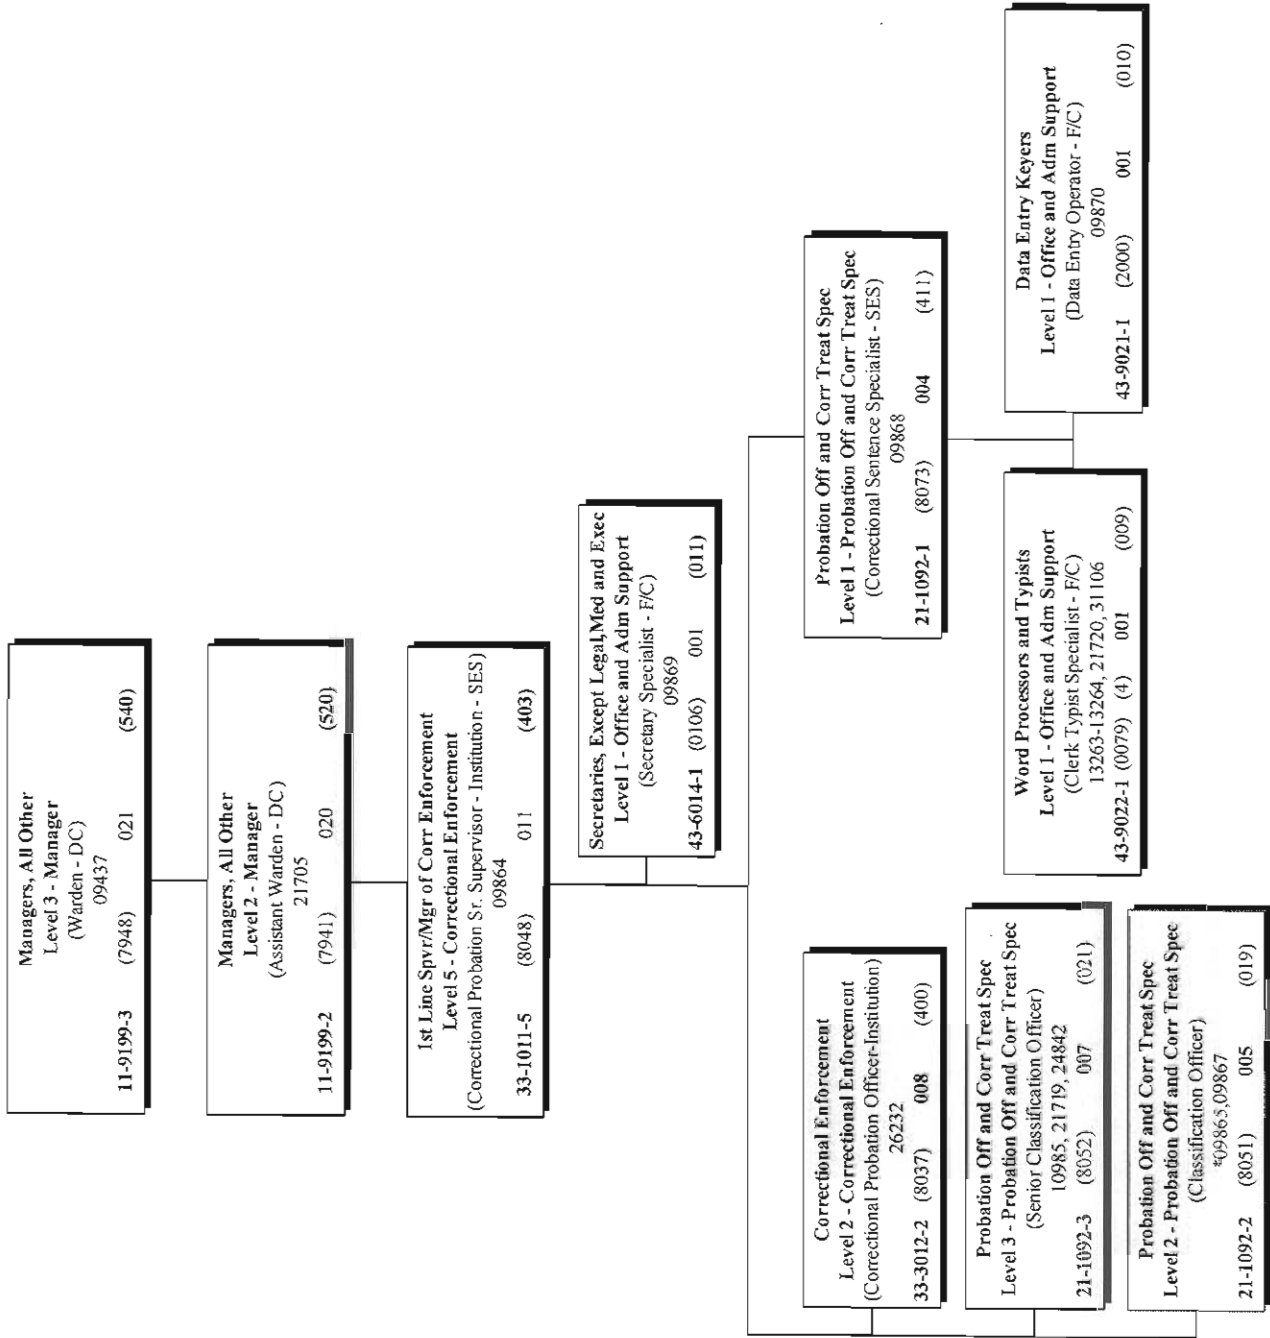 Managers, All Other
Level 3 - Manager
(Warden - DC)
09437
11-9199-3 (7948) 021 (540)
Managers, All Other
Level 2 - Manager
(Assistant Warden - DC)
21705
11-9199-2 (7941) 020 (520)
1st Line Spvr/Mgr of Corr Enforcement
Level 5 - Correctional Enforcement
(Correctional Probation Sr. Supervisor - Institution - SES)
09864
33-1011-5 (8048) 011 (403)
Secretaries, Except Legal,Med and Exec
Level 1 - Office and Adm Support
(Secretary Specialist - F/C)
09869
43-6014-1 (0106) 001 (011)
Correctional Enforcement
Level 2 - Correctional Enforcement
(Correctional Probation Officer-Institution)
26232
33-3012-2 (8037) 008 (400)
Probation Off and Corr Treat Spec
Level 3 - Probation Off and Corr Treat Spec
(Senior Classification Officer)
10985, 21719, 24842
21-1092-3 (8052) 007 (021)
Probation Off and Corr Treat Spec
Level 2 - Probation Off and Corr Treat Spec
(Classification Officer)
*09865,09867
21-1092-2 (8051) 005 (019)
Probation Off and Corr Treat Spec
Level 1 - Probation Off and Corr Treat Spec
(Correctional Sentence Specialist - SES)
09868
21-1092-1 (8073) 004 (411)
Word Processors and Typists
Level 1 - Office and Adm Support
(Clerk Typist Specialist - F/C)
13263-13264, 21720, 31106
43-9022-1 (0079) (4) 001 (009)
Data Entry Keyers
Level 1 - Office and Adm Support
(Data Entry Operator - F/C)
09870
43-9021-1 (2000) 001 (010)